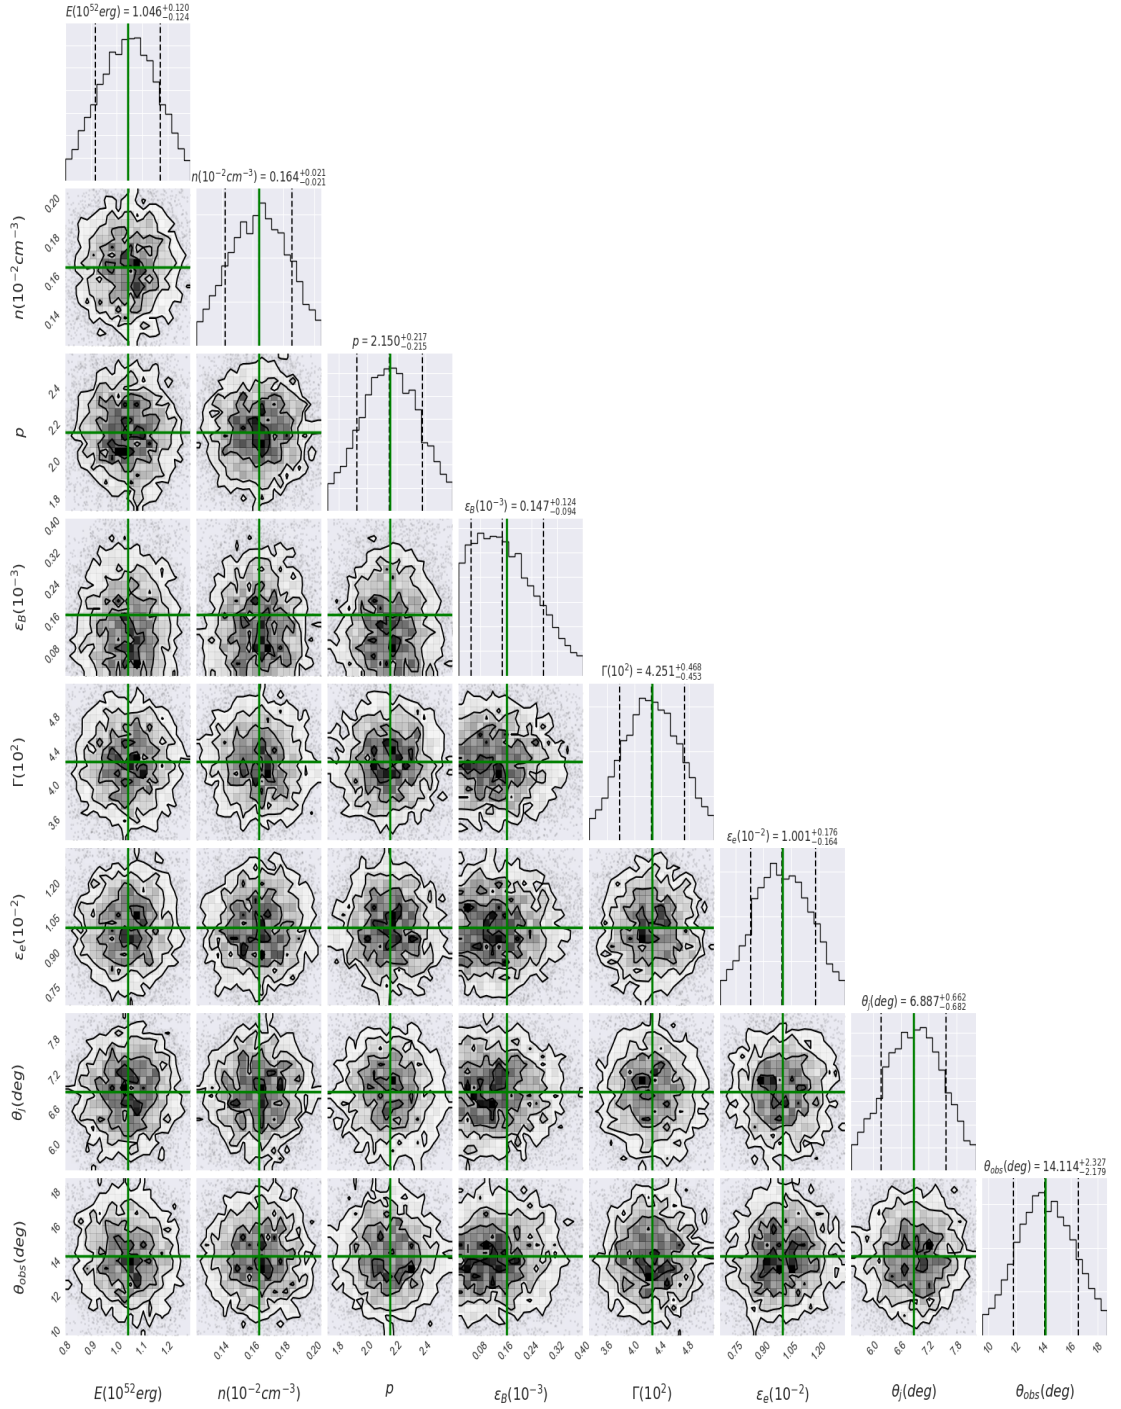 E(10^52 erg) = 1.046^{+0.120}_{−0.124}
n(10^−2 cm^−3) = 0.164^{+0.021}_{−0.021}
0.20
0.18
0.16
0.14
n(10^−2 cm^−3)
p = 2.150^{+0.217}_{−0.215}
2.4
2.2
2.0
1.8
p
ε_B(10^−3) = 0.147^{+0.124}_{−0.094}
0.40
0.32
0.24
0.16
0.08
ε_B(10^−3)
Γ(10^2) = 4.251^{+0.468}_{−0.453}
4.8
4.4
4.0
3.6
Γ(10^2)
ε_e(10^−2) = 1.001^{+0.176}_{−0.164}
1.20
1.05
0.90
0.75
ε_e(10^−2)
θ_j(deg) = 6.887^{+0.662}_{−0.682}
7.8
7.2
6.6
6.0
θ_j(deg)
θ_obs(deg) = 14.114^{+2.327}_{−2.179}
18
16
14
12
10
θ_obs(deg)
0.8 0.9 1.0 1.1 1.2 0.14 0.16 0.18 0.20 1.8 2.0 2.2 2.4 0.08 0.16 0.24 0.32 0.40 3.6 4.0 4.4 4.8 0.75 0.90 1.05 1.20 6.0 6.6 7.2 7.8 10 12 14 16 18
E(10^52 erg) n(10^−2 cm^−3) p ε_B(10^−3) Γ(10^2) ε_e(10^−2) θ_j(deg) θ_obs(deg)